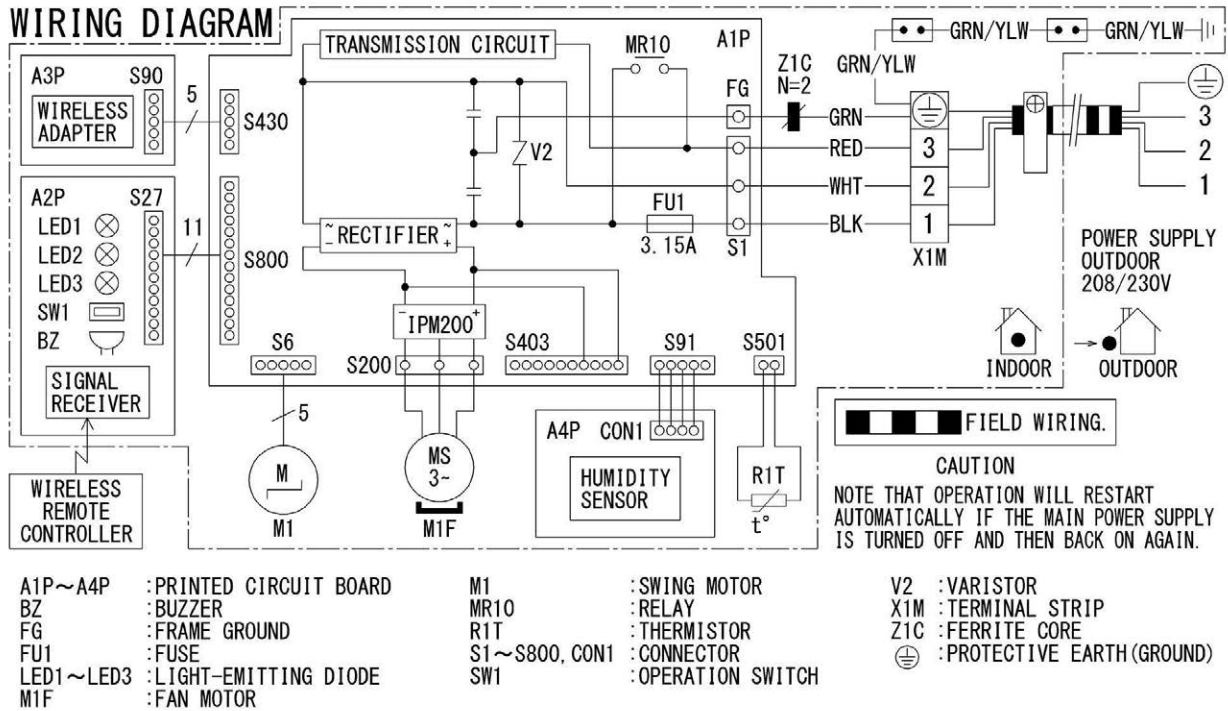 WIRING DIAGRAM
TRANSMISSION CIRCUIT
MR10
A1P
GRN/YLW
GRN/YLW
GRN/YLW
Z1C
N=2
A3P
S90
WIRELESS
ADAPTER
5
S430
FG
GRN
3
V2
RED
3
2
WHT
2
1
A2P
S27
LED1
LED2
LED3
SW1
BZ
11
S800
SIGNAL
RECEIVER
~
-
RECTIFIER
~
+
FU1
3.15A
S1
BLK
1
X1M
POWER SUPPLY
OUTDOOR
208/230V
- IPM200 +
INDOOR
OUTDOOR
S6
S200
S403
S91
S501
5
M
M1
MS
3~
M1F
A4P
CON1
HUMIDITY
SENSOR
R1T
t°
WIRELESS
REMOTE
CONTROLLER
FIELD WIRING.
CAUTION
NOTE THAT OPERATION WILL RESTART
AUTOMATICALLY IF THE MAIN POWER SUPPLY
IS TURNED OFF AND THEN BACK ON AGAIN.
A1P~A4P :PRINTED CIRCUIT BOARD
BZ :BUZZER
FG :FRAME GROUND
FU1 :FUSE
LED1~LED3 :LIGHT-EMITTING DIODE
M1F :FAN MOTOR
M1 :SWING MOTOR
MR10 :RELAY
R1T :THERMISTOR
S1~S800, CON1 :CONNECTOR
SW1 :OPERATION SWITCH
V2 :VARISTOR
X1M :TERMINAL STRIP
Z1C :FERRITE CORE
:PROTECTIVE EARTH(GROUND)